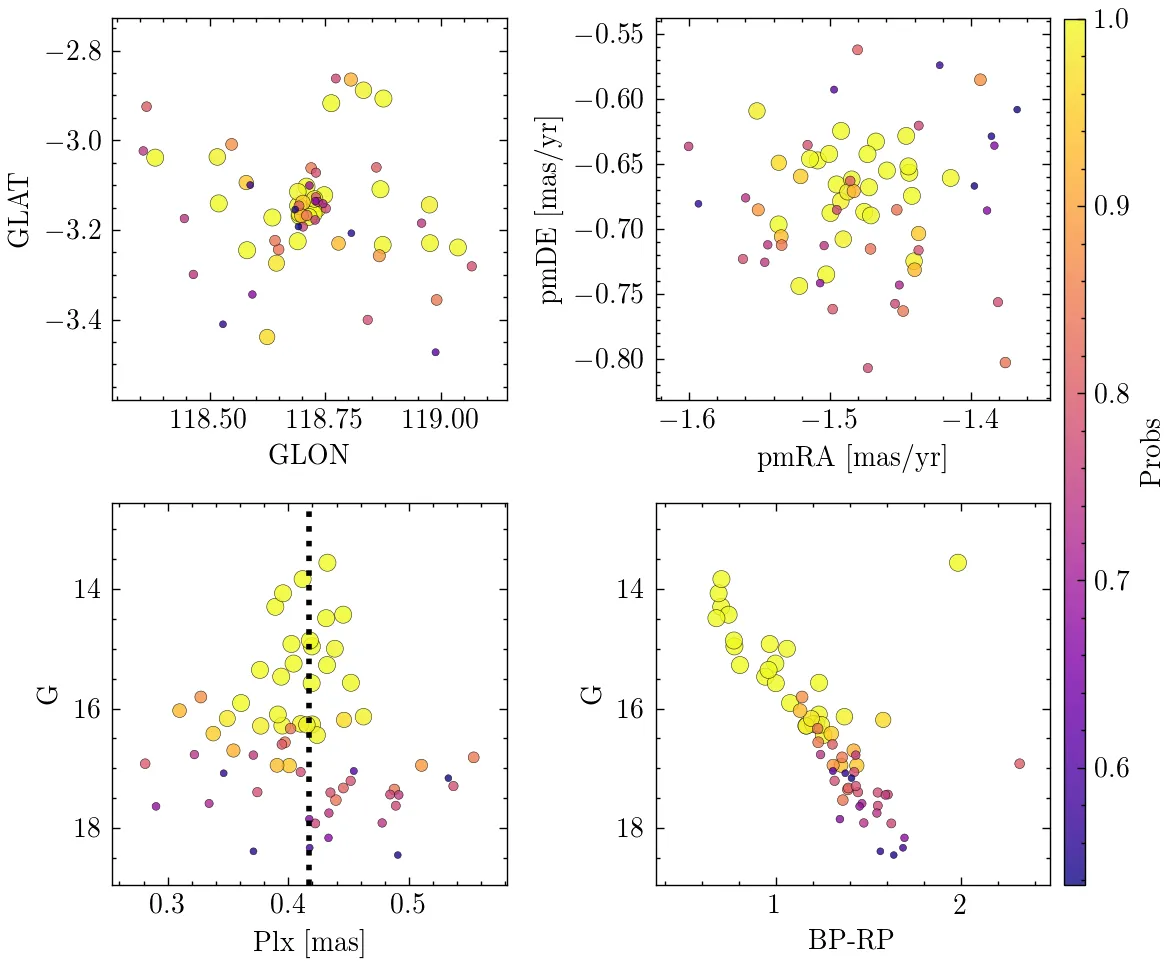 −2.8
−3.0
−3.2
−3.4
GLAT
118.50 118.75 119.00
GLON
−0.55
−0.60
−0.65
−0.70
−0.75
−0.80
pmDE [mas/yr]
−1.6 −1.5 −1.4
pmRA [mas/yr]
1.0
0.9
0.8
0.7
0.6
Probs
14
16
18
G
0.3 0.4 0.5
Plx [mas]
14
16
18
G
1 2
BP-RP